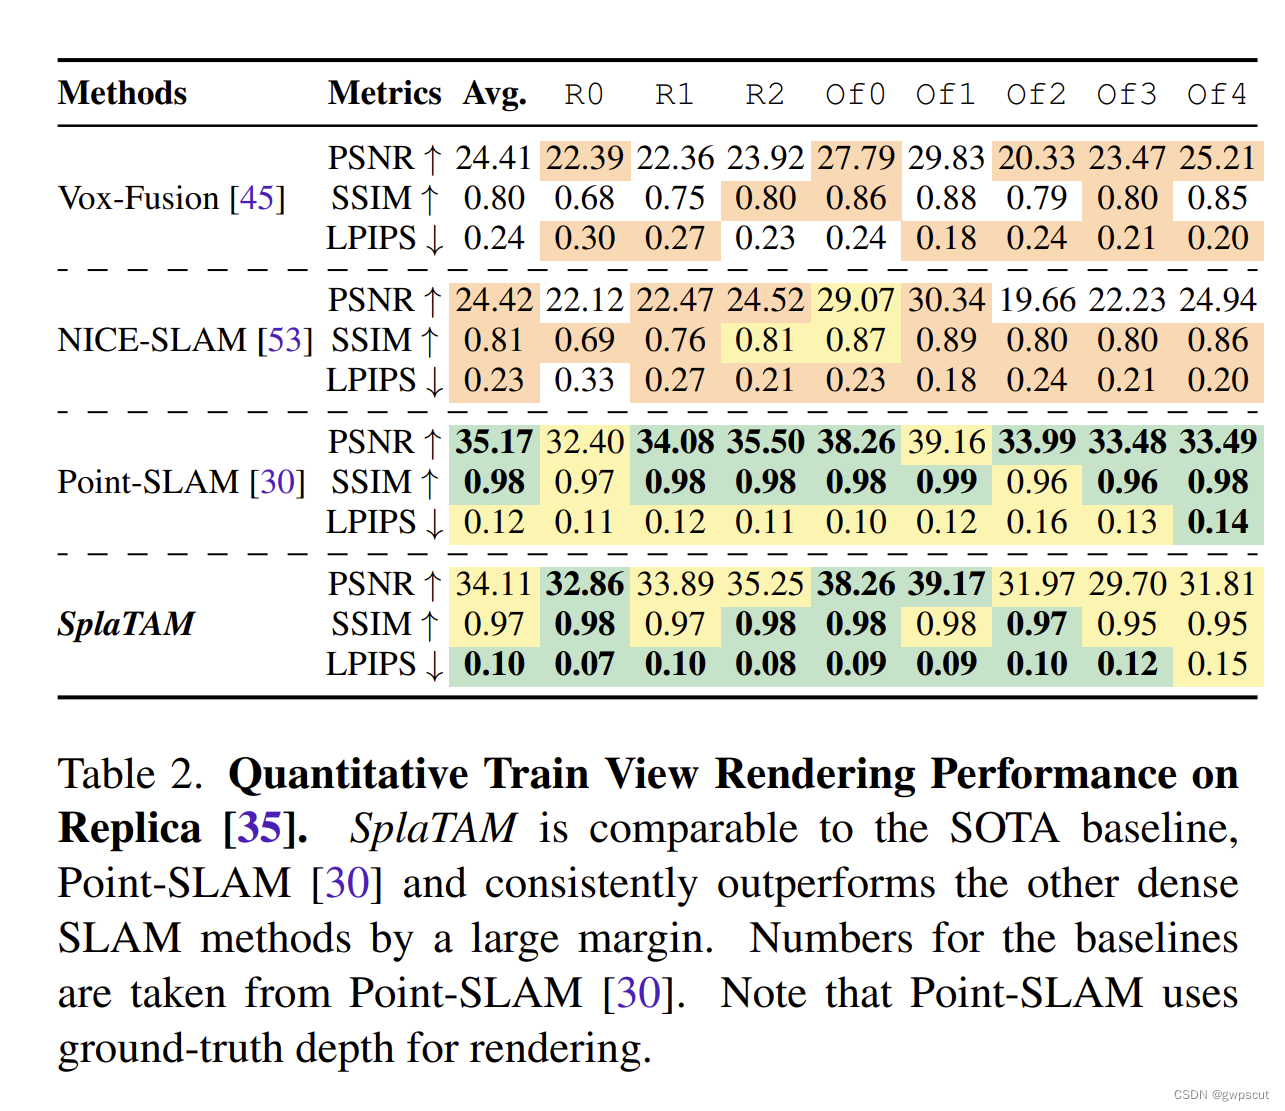 Methods Metrics Avg. R0 R1 R2 Of0 Of1 Of2 Of3 Of4
PSNR ↑ 24.41 22.39 22.36 23.92 27.79 29.83 20.33 23.47 25.21
Vox-Fusion [45] SSIM ↑ 0.80 0.68 0.75 0.80 0.86 0.88 0.79 0.80 0.85
LPIPS ↓ 0.24 0.30 0.27 0.23 0.24 0.18 0.24 0.21 0.20
PSNR ↑ 24.42 22.12 22.47 24.52 29.07 30.34 19.66 22.23 24.94
NICE-SLAM [53] SSIM ↑ 0.81 0.69 0.76 0.81 0.87 0.89 0.80 0.80 0.86
LPIPS ↓ 0.23 0.33 0.27 0.21 0.23 0.18 0.24 0.21 0.20
PSNR ↑ 35.17 32.40 34.08 35.50 38.26 39.16 33.99 33.48 33.49
Point-SLAM [30] SSIM ↑ 0.98 0.97 0.98 0.98 0.98 0.99 0.96 0.96 0.98
LPIPS ↓ 0.12 0.11 0.12 0.11 0.10 0.12 0.16 0.13 0.14
PSNR ↑ 34.11 32.86 33.89 35.25 38.26 39.17 31.97 29.70 31.81
SplaTAM SSIM ↑ 0.97 0.98 0.97 0.98 0.98 0.98 0.97 0.95 0.95
LPIPS ↓ 0.10 0.07 0.10 0.08 0.09 0.09 0.10 0.12 0.15
Table 2. Quantitative Train View Rendering Performance on
Replica [35]. SplaTAM is comparable to the SOTA baseline,
Point-SLAM [30] and consistently outperforms the other dense
SLAM methods by a large margin. Numbers for the baselines
are taken from Point-SLAM [30]. Note that Point-SLAM uses
ground-truth depth for rendering.
CSDN @gwpscut